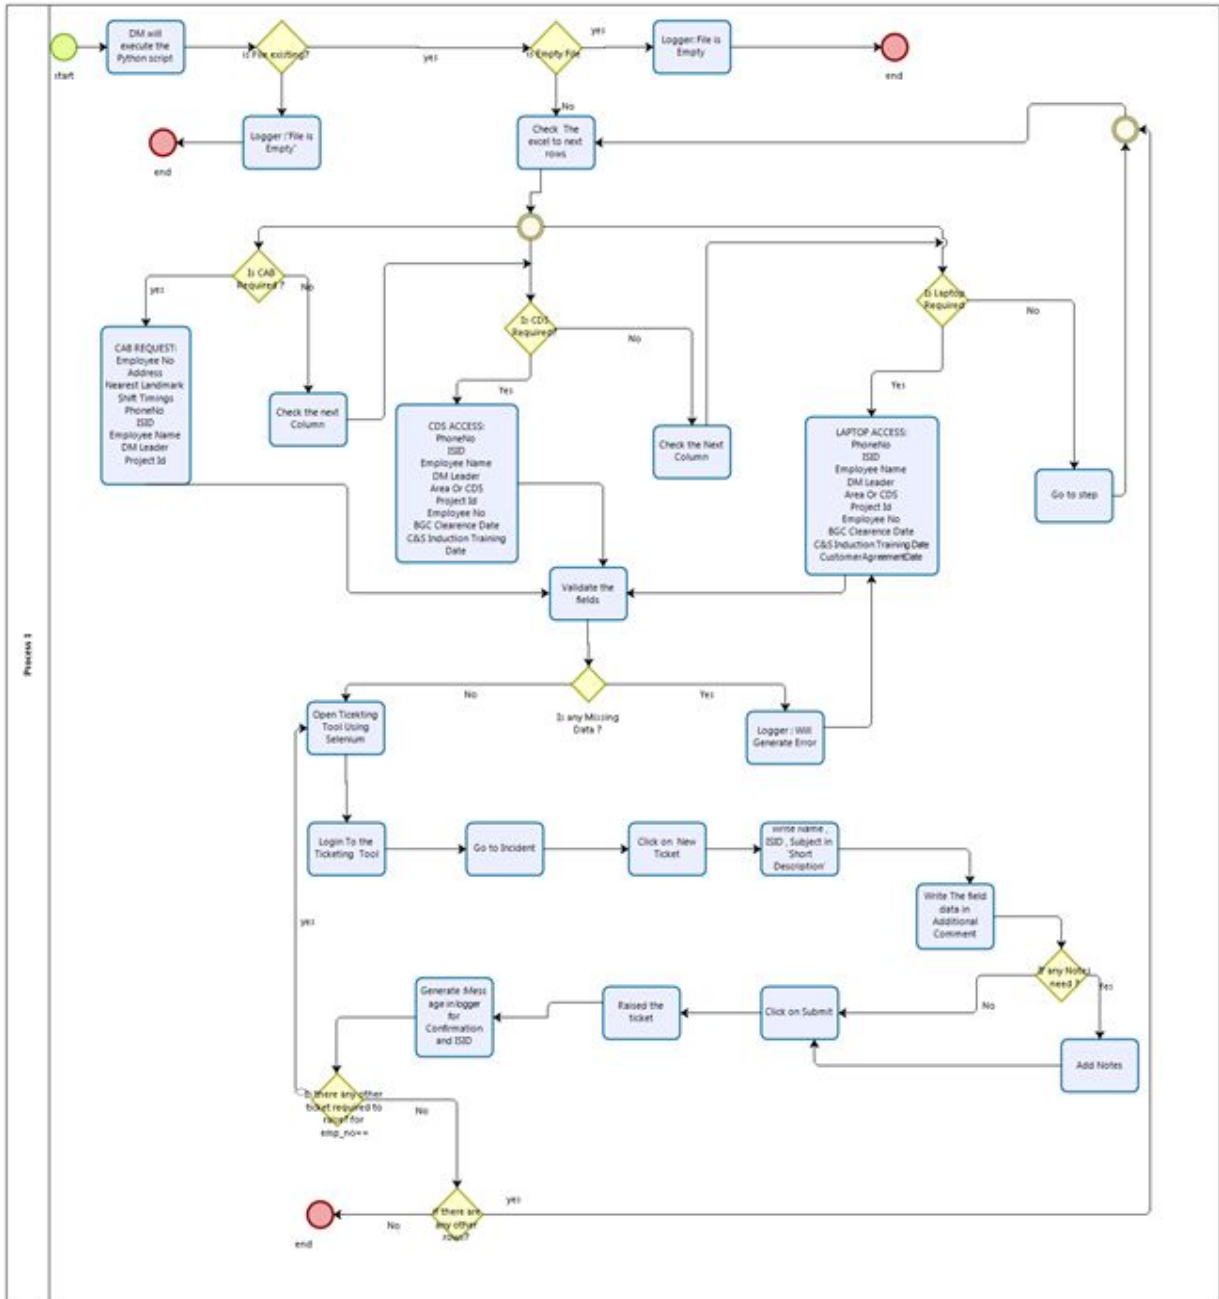 Process 1
start
DM will
execute the
Python script
Is File existing?
yes
Is Empty File
yes
Logger: File is
Empty
end
Logger :"File is
Empty"
end
No
Check The
excel to next
rows
Is CAB
Required ?
yes
No
CAB REQUEST:
Employee No
Address
Nearest Landmark
Shift Timings
PhoneNo
ISID
Employee Name
DM Leader
Project Id
Check the next
Column
Is CDS
Required?
No
Yes
CDS ACCESS:
PhoneNo
ISID
Employee Name
DM Leader
Area Or CDS
Project Id
Employee No
BGC Clearence Date
C&S Induction Training
Date
Check the Next
Column
Is Laptop
Required
No
Yes
LAPTOP ACCESS:
PhoneNo
ISID
Employee Name
DM Leader
Area Or CDS
Project Id
Employee No
BGC Clearence Date
C&S Induction Training Date
CustomerAgreementDate
Go to step
Validate the
fields
No
Yes
Is any Missing
Data ?
Logger : Will
Generate Error
Open Ticekting
Tool Using
Selenium
Login To the
Ticketing Tool
Go to Incident
Click on New
Ticket
Write Name ,
ISID , Subject in
'Short
Description'
Write The field
data in
Additional
Comment
If any Notes
need ?
Yes
No
Add Notes
Click on Submit
Raised the
ticket
Generate Mess
age in logger
for
Confirmation
and ISID
yes
Is there any other
ticket required to
raise? for
emp_no==
No
If there are
any other
rows?
yes
No
end